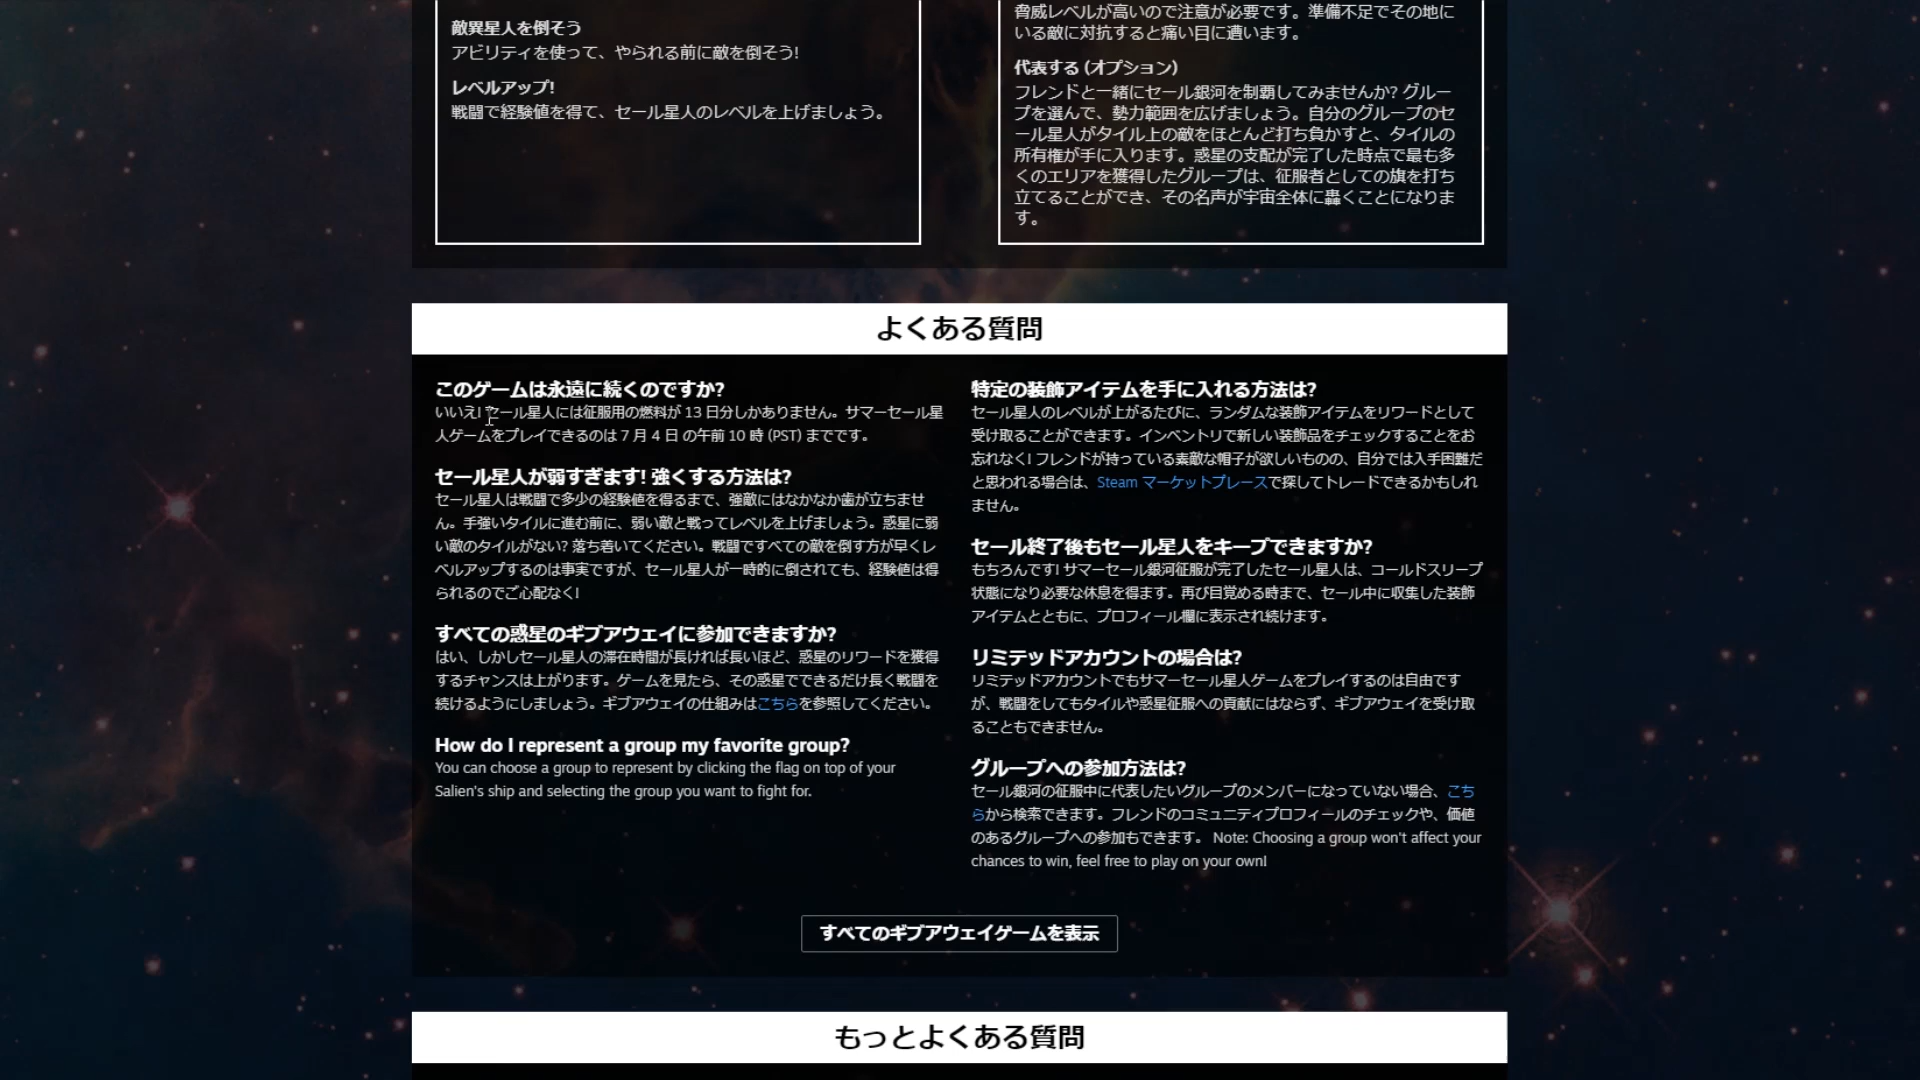 敵異星人を倒そう
アビリティを使って、やられる前に敵を倒そう!
レベルアップ!
戦闘で経験値を得て、セール星人のレベルを上げましょう。
脅威レベルが高いので注意が必要です。準備不足でその地に
いる敵に対抗すると痛い目に遭います。
代表する (オプション)
フレンドと一緒にセール銀河を制覇してみませんか? グルー
プを選んで、勢力範囲を広げましょう。自分のグループのセ
ール星人がタイル上の敵をほとんど打ち負かすと、タイルの
所有権が手に入ります。惑星の支配が完了した時点で最も多
くのエリアを獲得したグループは、征服者としての旗を打ち
立てることができ、その名声が宇宙全体に轟くことになりま
す。
よくある質問
このゲームは永遠に続くのですか?
いいえ! セール星人には征服用の燃料が 13 日分しかありません。サマーセール星
人ゲームをプレイできるのは 7 月 4 日 の午前 10 時 (PST) までです。
セール星人が弱すぎます! 強くする方法は?
セール星人は戦闘で多少の経験値を得るまで、強敵にはなかなか歯が立ちませ
ん。手強いタイルに進む前に、弱い敵と戦ってレベルを上げましょう。惑星に弱
い敵のタイルがない? 落ち着いてください。戦闘ですべての敵を倒す方が早くレ
ベルアップするのは事実ですが、セール星人が一時的に倒されても、経験値は得
られるのでご心配なく!
すべての惑星のギブアウェイに参加できますか?
はい、しかしセール星人の滞在時間が長ければ長いほど、惑星のリワードを獲得
するチャンスは上がります。ゲームを見たら、その惑星でできるだけ長く戦闘を
続けるようにしましょう。ギブアウェイの仕組みはこちらを参照してください。
How do I represent a group my favorite group?
You can choose a group to represent by clicking the flag on top of your
Salien's ship and selecting the group you want to fight for.
特定の装飾アイテムを手に入れる方法は?
セール星人のレベルが上がるたびに、ランダムな装飾アイテムをリワードとして
受け取ることができます。インベントリで新しい装飾品をチェックすることをお
忘れなく! フレンドが持っている素敵な帽子が欲しいものの、自分では入手困難だ
と思われる場合は、Steam マーケットプレースで探してトレードできるかもしれ
ません。
セール終了後もセール星人をキープできますか?
もちろんです! サマーセール銀河征服が完了したセール星人は、コールドスリープ
状態になり必要な休息を得ます。再び目覚める時まで、セール中に収集した装飾
アイテムとともに、プロフィール欄に表示され続けます。
リミテッドアカウントの場合は?
リミテッドアカウントでもサマーセール星人ゲームをプレイするのは自由です
が、戦闘をしてもタイルや惑星征服への貢献にはならず、ギブアウェイを受け取
ることもできません。
グループへの参加方法は?
セール銀河の征服中に代表したいグループのメンバーになっていない場合、こち
らから検索できます。フレンドのコミュニティプロフィールのチェックや、価値
のあるグループへの参加もできます。 Note: Choosing a group won't affect your
chances to win, feel free to play on your own!
すべてのギブアウェイゲームを表示
もっとよくある質問